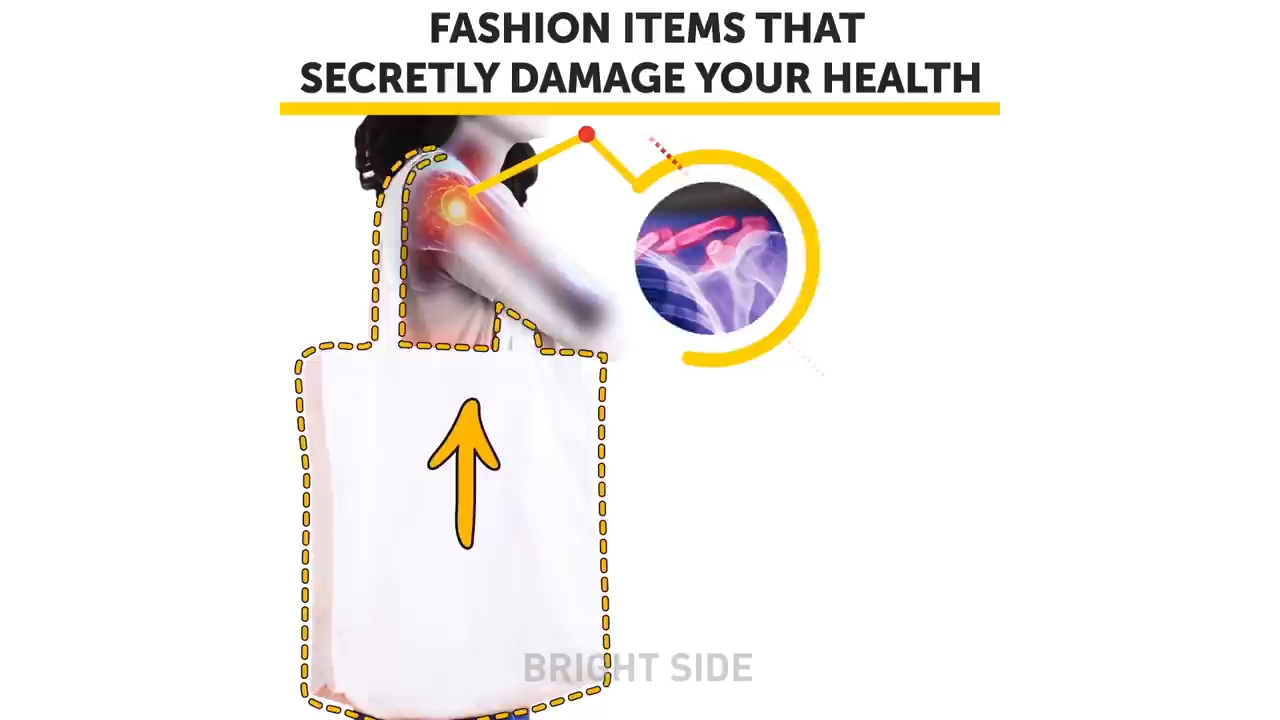 FASHION ITEMS THAT
SECRETLY DAMAGE YOUR HEALTH
BRIGHT SIDE